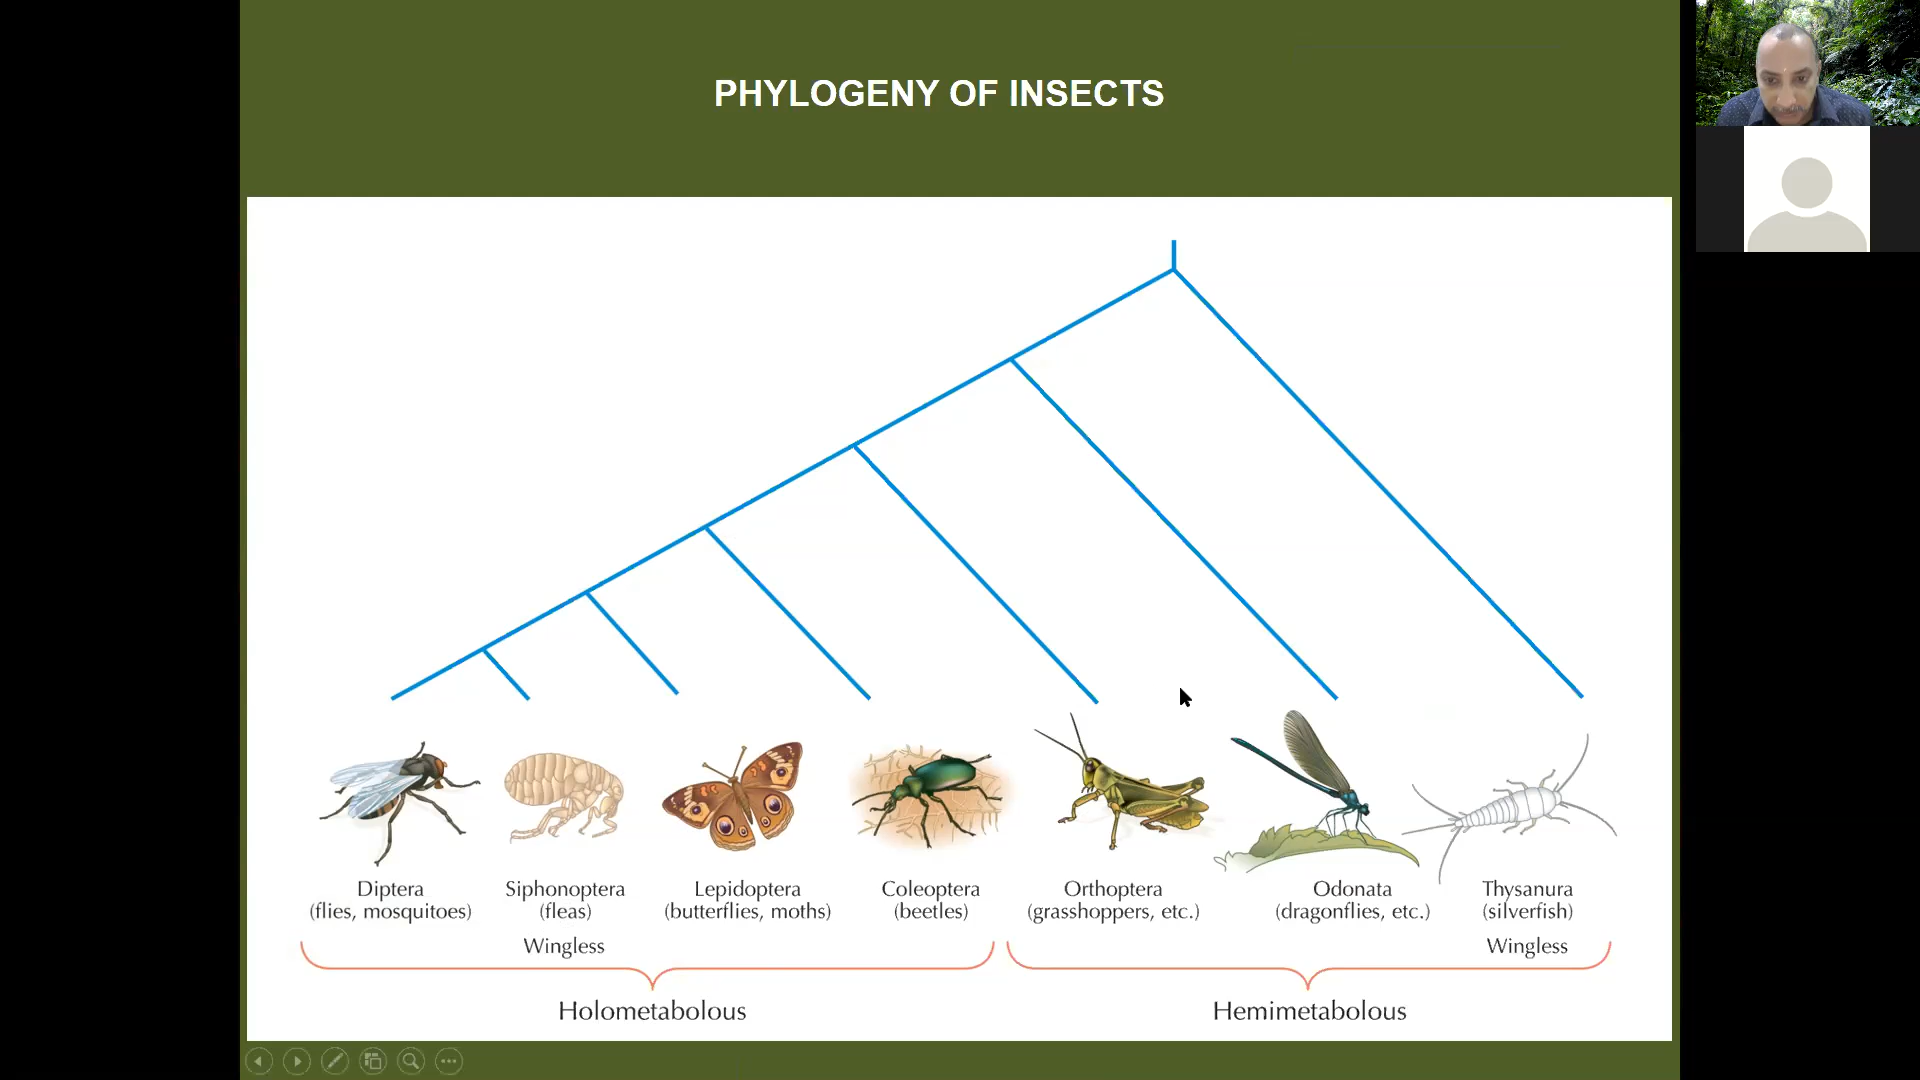 PHYLOGENY OF INSECTS
Diptera
(flies, mosquitoes)
Siphonoptera
(fleas)
Wingless
Lepidoptera
(butterflies, moths)
Coleoptera
(beetles)
Orthoptera
(grasshoppers, etc.)
Odonata
(dragonflies, etc.)
Thysanura
(silverfish)
Wingless
Holometabolous
Hemimetabolous